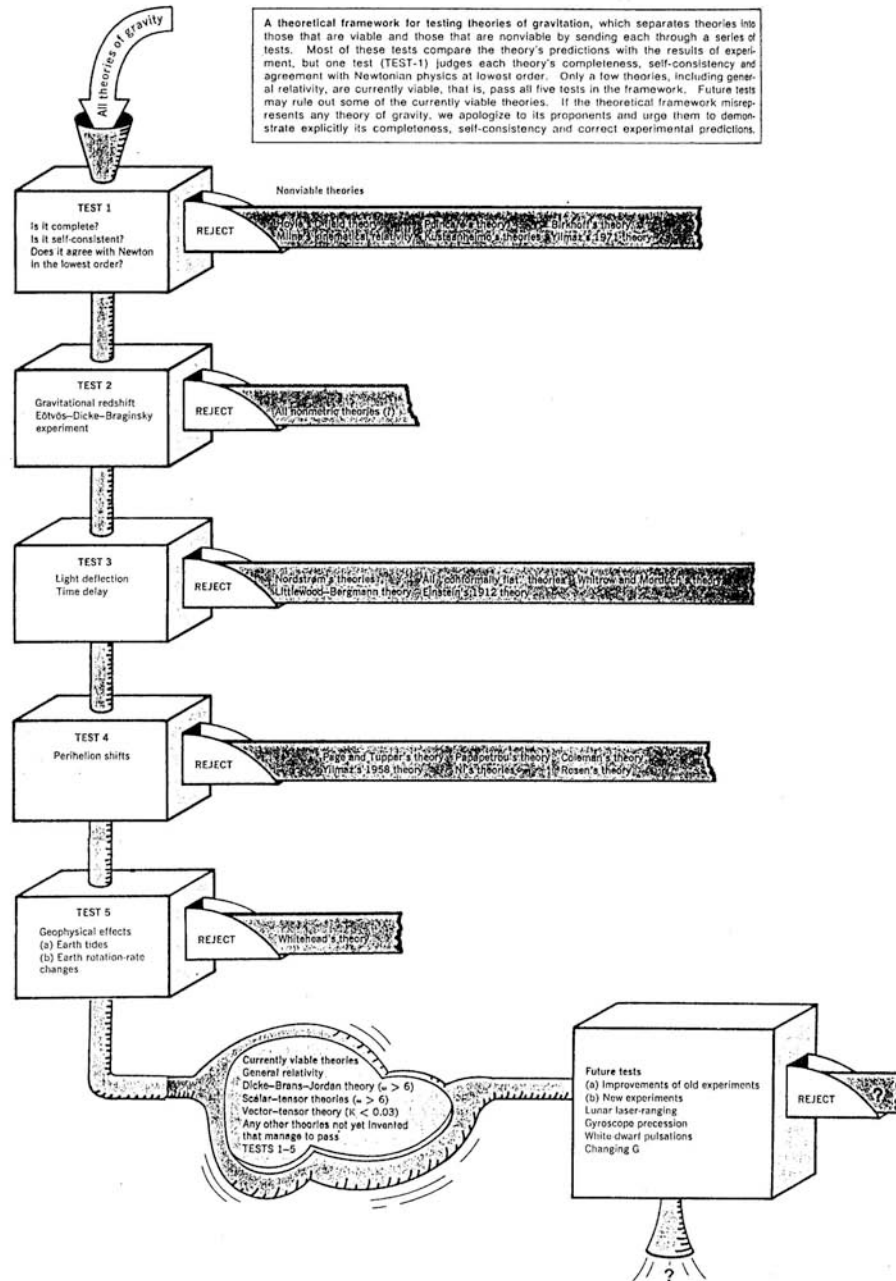 All theories of gravity
A theoretical framework for testing theories of gravitation, which separates theories into
those that are viable and those that are nonviable by sending each through a series of
tests. Most of these tests compare the theory's predictions with the results of experi-
ment, but one test (TEST-1) judges each theory's completeness, self-consistency and
agreement with Newtonian physics at lowest order. Only a few theories, including gener-
al relativity, are currently viable, that is, pass all five tests in the framework. Future tests
may rule out some of the currently viable theories. If the theoretical framework misrep-
resents any theory of gravity, we apologize to its proponents and urge them to demon-
strate explicitly its completeness, self-consistency and correct experimental predictions.
TEST 1
Is it complete?
Is it self-consistent?
Does it agree with Newton
in the lowest order?
REJECT
Nonviable theories
Poincare's theory Birkhoff's theory
Milne's kinematical relativity Kustaanheimo's theories Yilmaz's 1971 theory
TEST 2
Gravitational redshift
Eötvös–Dicke–Braginsky
experiment
REJECT
All nonmetric theories (?)
TEST 3
Light deflection
Time delay
REJECT
Nordstrøm's theories All "conformally flat" theories Whitrow and Morduch's theory
Littlewood–Bergmann theory Einstein's 1912 theory
TEST 4
Perihelion shifts
REJECT
Page and Tupper's theory Papapetrou's theory Coleman's theory
Yilmaz's 1958 theory Ni's theories Rosen's theory
TEST 5
Geophysical effects
(a) Earth tides
(b) Earth rotation-rate
changes
REJECT
Whitehead's theory
Currently viable theories
General relativity
Dicke–Brans–Jordan theory (ω > 6)
Scalar-tensor theories (ω > 6)
Vector-tensor theory (K < 0.03)
Any other theories not yet invented
that manage to pass
TESTS 1–5
Future tests
(a) Improvements of old experiments
(b) New experiments
Lunar laser-ranging
Gyroscope precession
White-dwarf pulsations
Changing G
REJECT
?
?